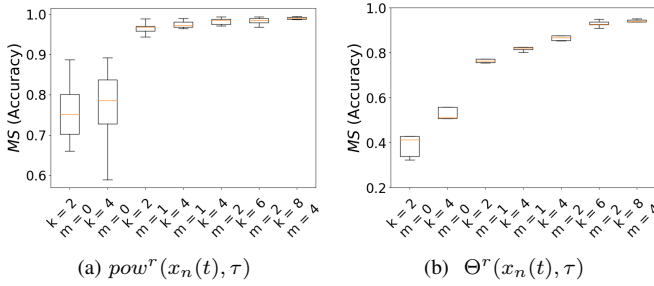 MS (Accuracy)
1.0
0.9
0.8
0.7
0.6
k = 2
m = 0
k = 4
m = 0
k = 2
m = 1
k = 4
m = 1
k = 4
m = 2
k = 6
m = 2
k = 8
m = 4
(a) pow^r(x_n(t), τ)
MS (Accuracy)
1.0
0.8
0.6
0.4
0.2
k = 2
m = 0
k = 4
m = 0
k = 2
m = 1
k = 4
m = 1
k = 4
m = 2
k = 6
m = 2
k = 8
m = 4
(b) Θ^r(x_n(t), τ)